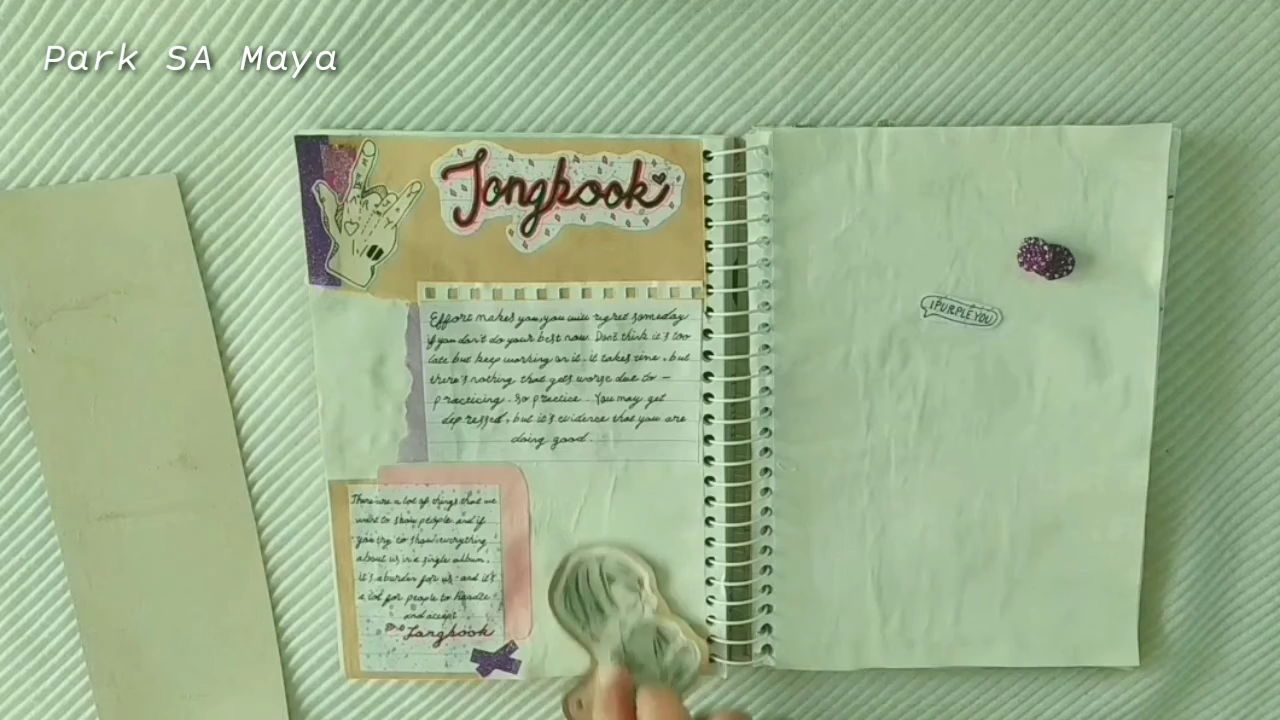 Park SA Maya
Jongkook
Effort makes you, you will regret someday
if you don't do your best now. Don't think it's too
late but keep working on it. it takes time, but
there's nothing that gets worse due to -
practicing. So practice. You may get
depressed, but it's evidence that you are
doing good.
I PURPLE YOU
There are a lot of things that we
want to show people. and if
you try to show everything
about us in a single album.
it's a burden for us - and it's
a lot for people to handle
and accept
Jongkook